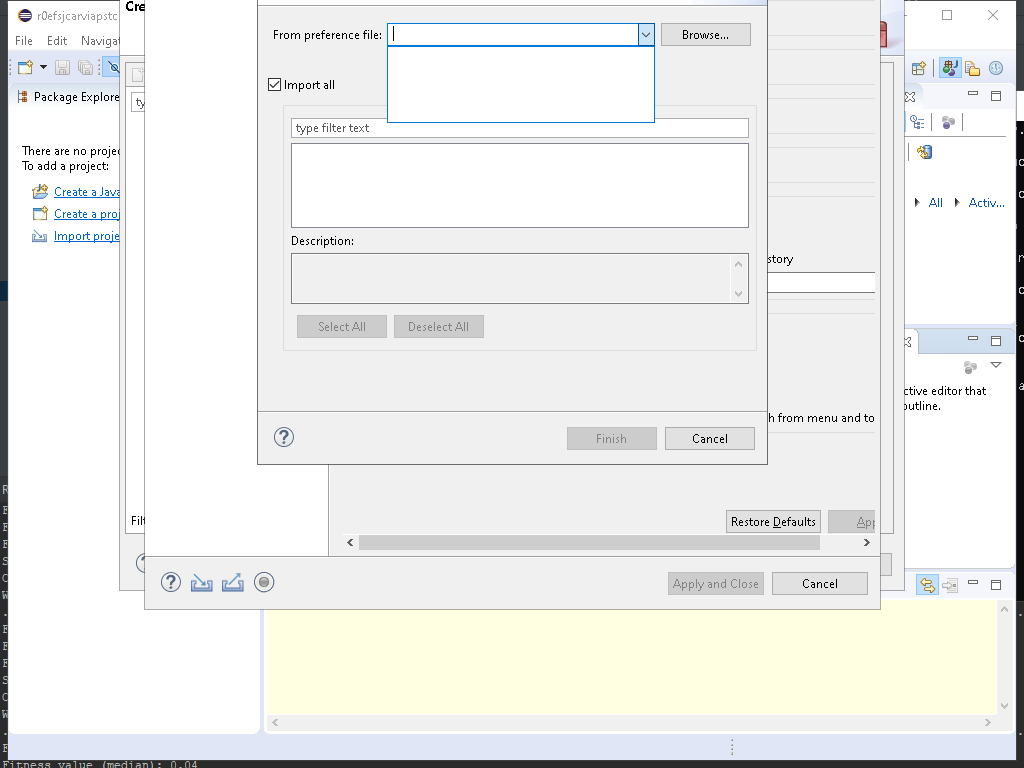 r0efsjcarviapstc
Cre
File Edit Navigat
From preference file:
Browse...
Package Explore
Import all
ty
type filter text
There are no projec
To add a project:
Create a Java
Create a proj
Import proje
All
Activ...
Description:
story
Select All
Deselect All
ctive editor that
outline.
h from menu and to
Finish
Cancel
Filt
Restore Defaults
App
Apply and Close
Cancel
Fitness value (median): 0.04